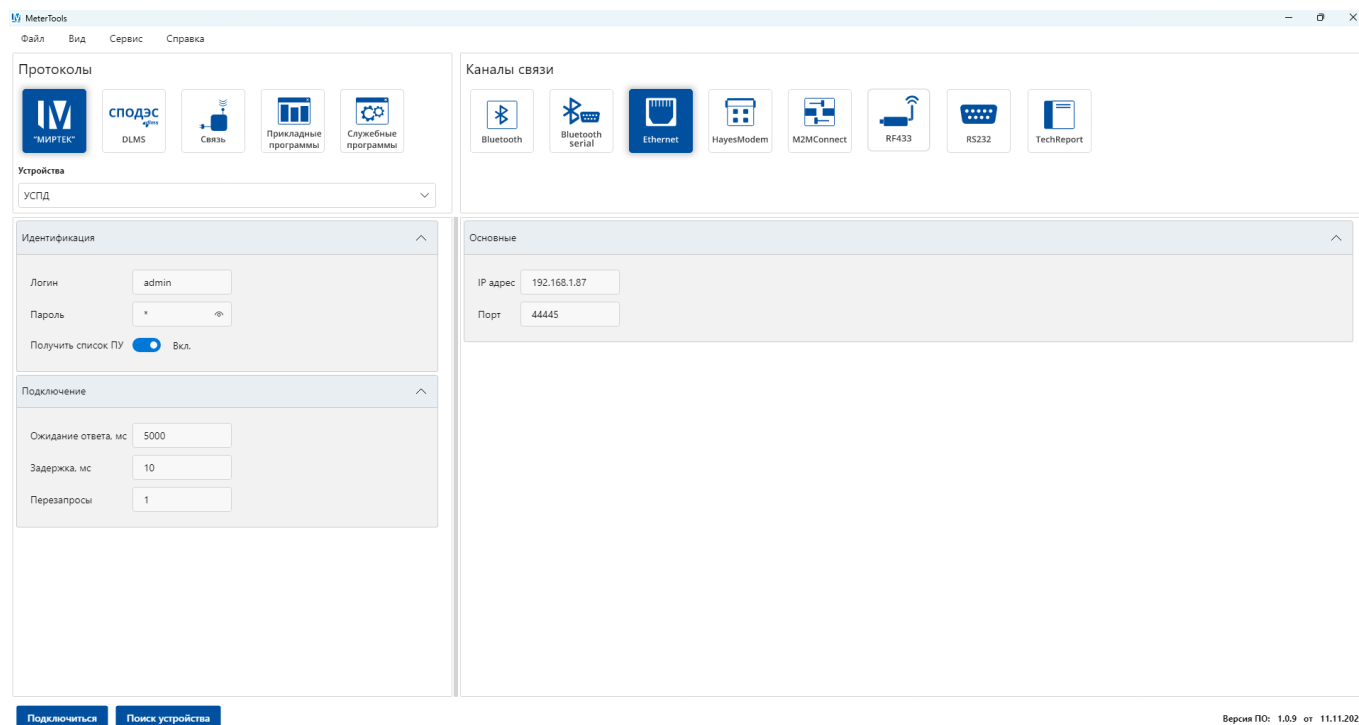 MeterTools
Файл Вид Сервис Справка
Протоколы
"МИРТЕК"
СПОДЭС
DLMS
Связь
Прикладные
программы
Служебные
программы
Устройства
УСПД
Каналы связи
Bluetooth
Bluetooth
serial
Ethernet
HayesModem
M2MConnect
RF433
RS232
TechReport
Идентификация
Логин admin
Пароль *
Получить список ПУ Вкл.
Подключение
Ожидание ответа, мс 5000
Задержка, мс 10
Перезапросы 1
Основные
IP адрес 192.168.1.87
Порт 44445
Подключиться Поиск устройства
Версия ПО: 1.0.9 от 11.11.202